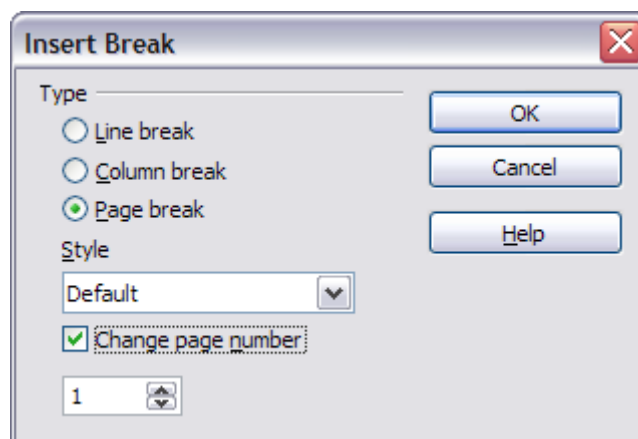 Insert Break
Type
Line break
Column break
Page break
Style
Default
Change page number
1
OK
Cancel
Help